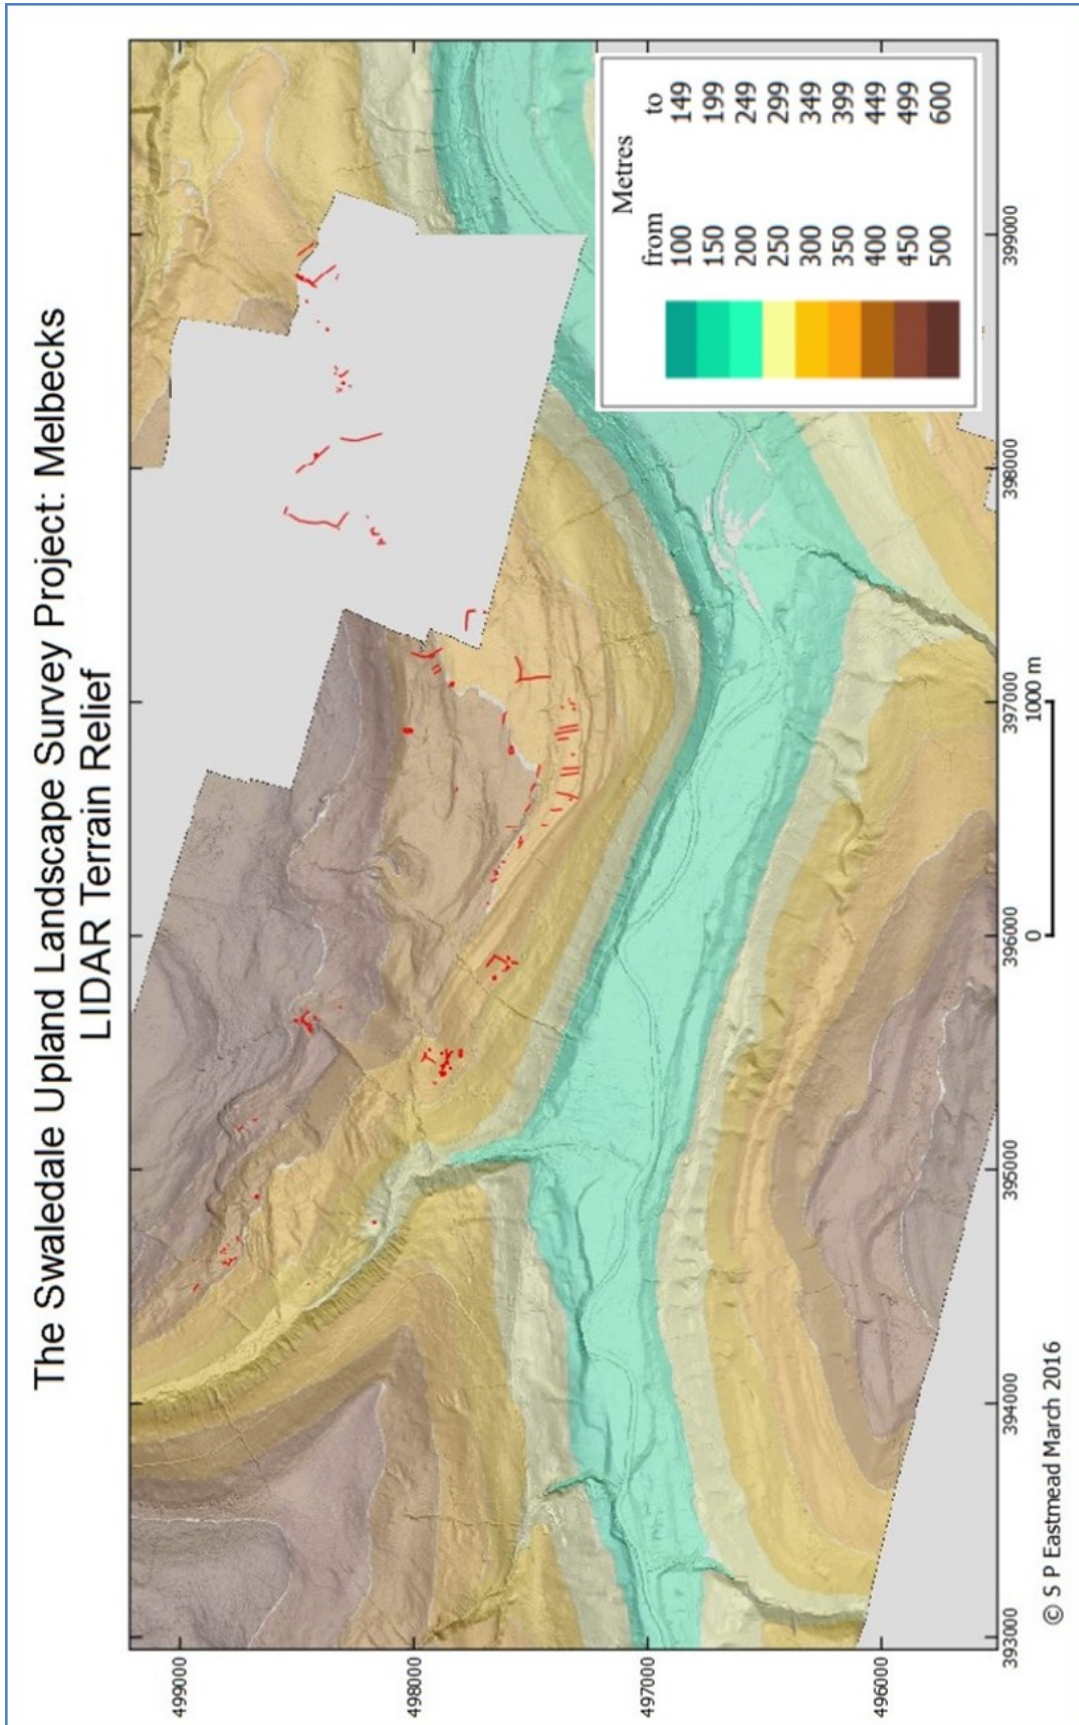 The Swaledale Upland Landscape Survey Project: Melbecks
LIDAR Terrain Relief
499000
498000
497000
496000
Metres
from to
100 149
150 199
200 249
250 299
300 349
350 399
400 449
450 499
500 600
393000 394000 395000 396000 397000 398000 399000
0 1000 m
© S P Eastmead March 2016